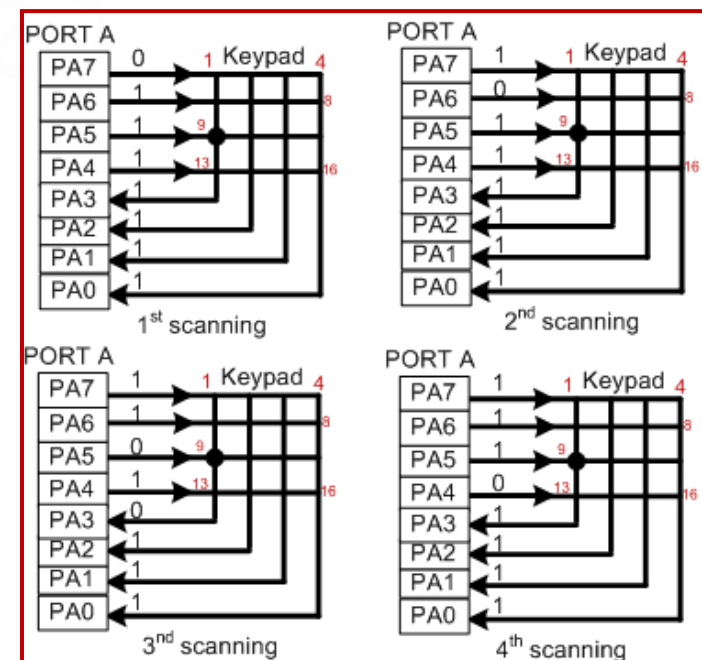 PORT A
PA7 0 1 Keypad 4
PA6 1 8
PA5 1 9
PA4 1 13 16
PA3 1
PA2 1
PA1 1
PA0 1
1st scanning
PORT A
PA7 1 1 Keypad 4
PA6 0 8
PA5 1 9
PA4 1 13 16
PA3 1
PA2 1
PA1 1
PA0 1
2nd scanning
PORT A
PA7 1 1 Keypad 4
PA6 1 8
PA5 0 9
PA4 1 13 16
PA3 0
PA2 1
PA1 1
PA0 1
3nd scanning
PORT A
PA7 1 1 Keypad 4
PA6 1 8
PA5 1 9
PA4 0 13 16
PA3 1
PA2 1
PA1 1
PA0 1
4th scanning